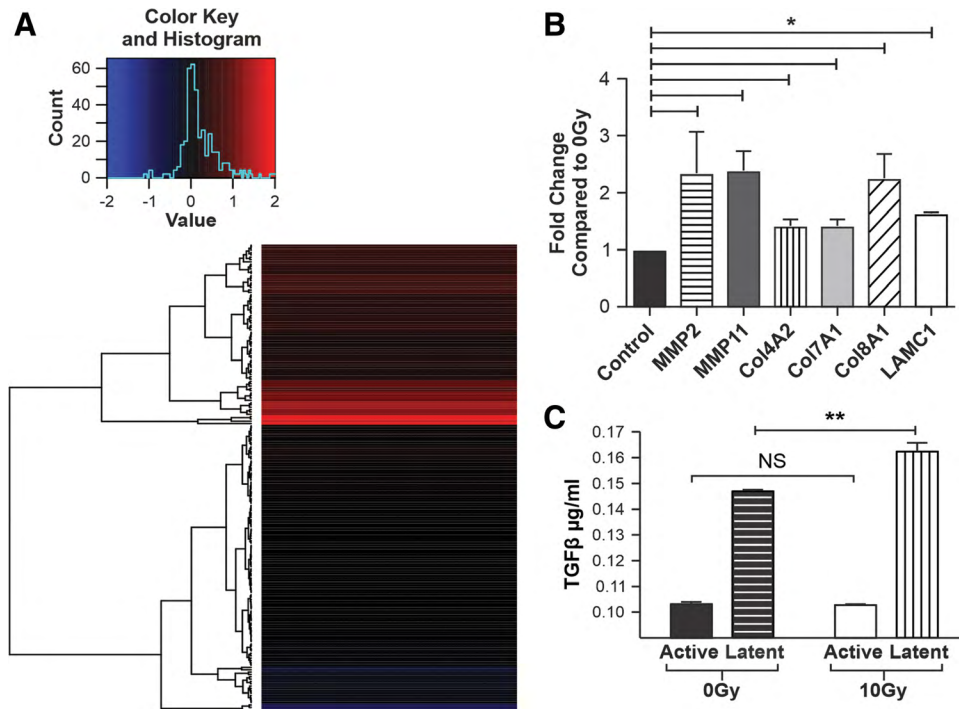 A
Color Key
and Histogram
Count
60
40
20
0
-2 -1 0 1 2
Value
B
*
Fold Change
Compared to 0Gy
4
3
2
1
0
Control
MMP2
MMP11
Col4A2
Col7A1
Col8A1
LAMC1
C
**
NS
TGFβ µg/ml
0.17
0.16
0.15
0.14
0.13
0.12
0.11
0.10
Active Latent Active Latent
0Gy 10Gy